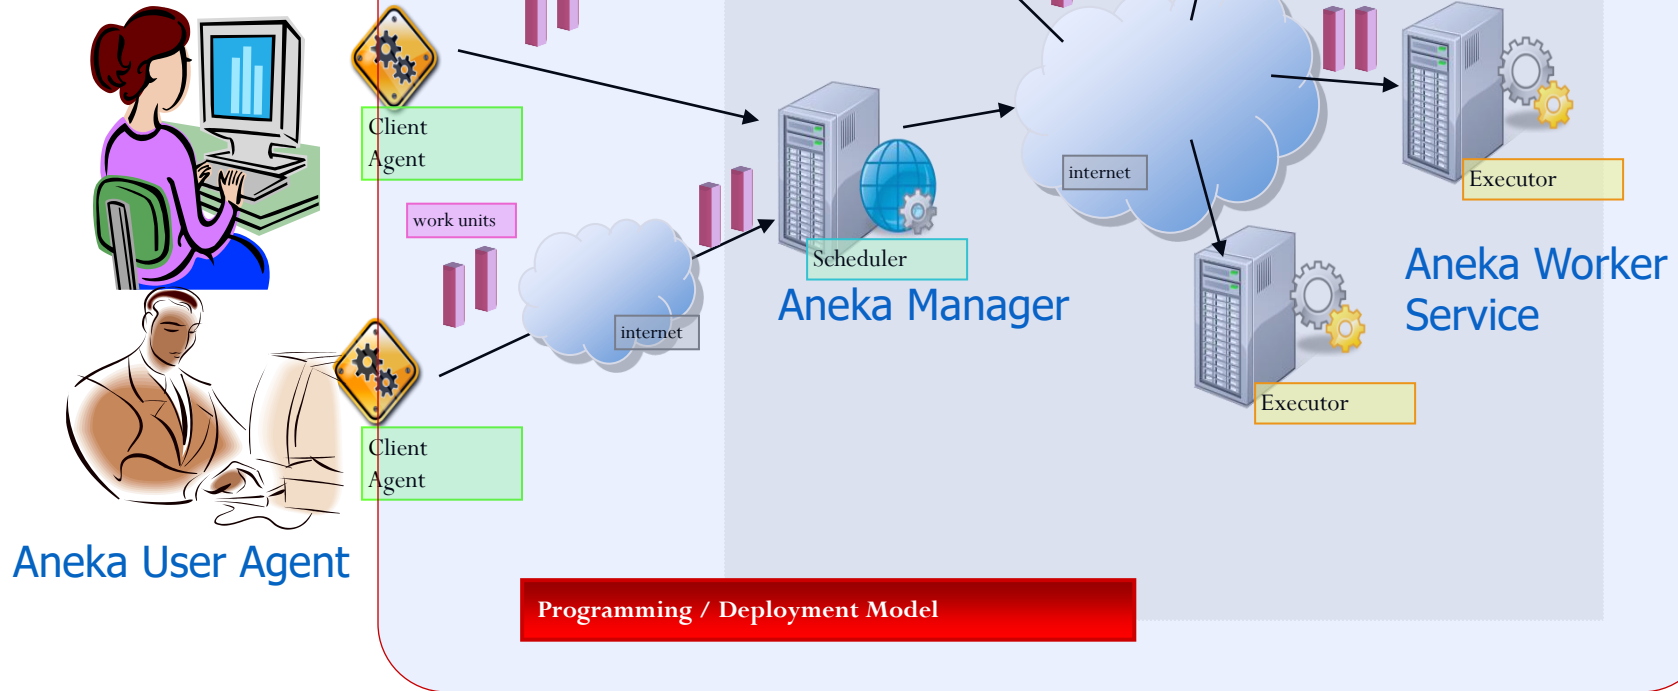 Client
Agent
work units
internet
Scheduler
Aneka Manager
internet
Executor
Aneka Worker
Service
Executor
Client
Agent
Aneka User Agent
Programming / Deployment Model